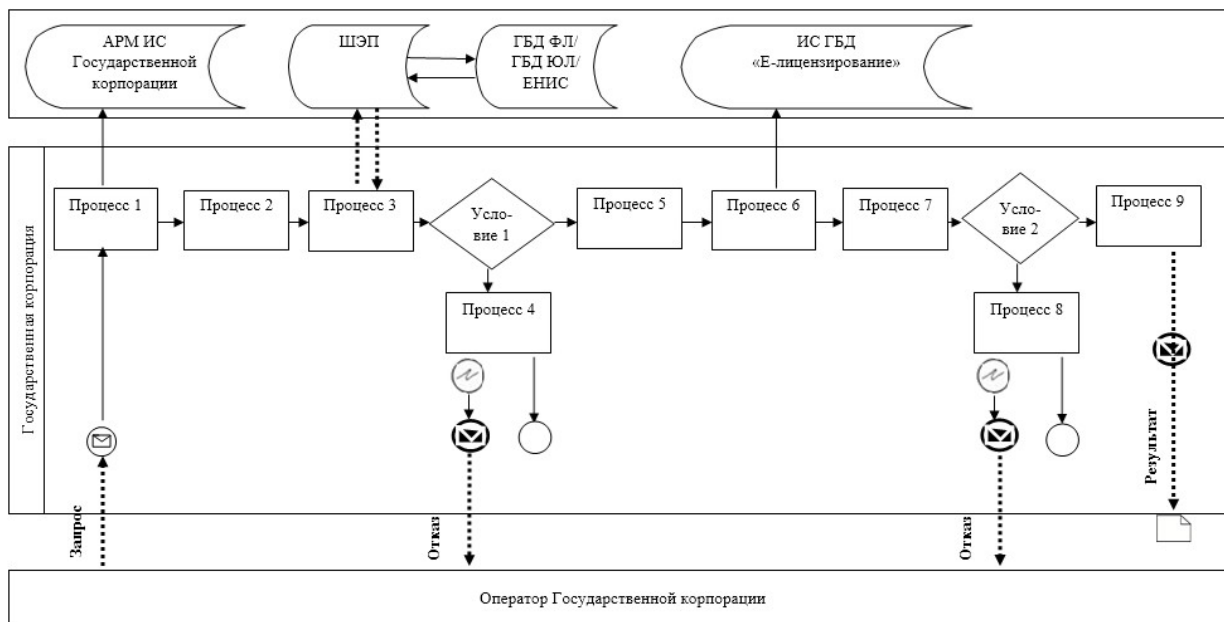 АРМ ИС
Государственной
корпорации
ШЭП
ГБД ФЛ/
ГБД ЮЛ/
ЕНИС
ИС ГБД
«Е-лицензирование»
Государственная корпорация
Процесс 1
Процесс 2
Процесс 3
Усло-
вие 1
Процесс 5
Процесс 6
Процесс 7
Усло-
вие 2
Процесс 9
Процесс 4
Процесс 8
Запрос
Отказ
Отказ
Результат
Оператор Государственной корпорации